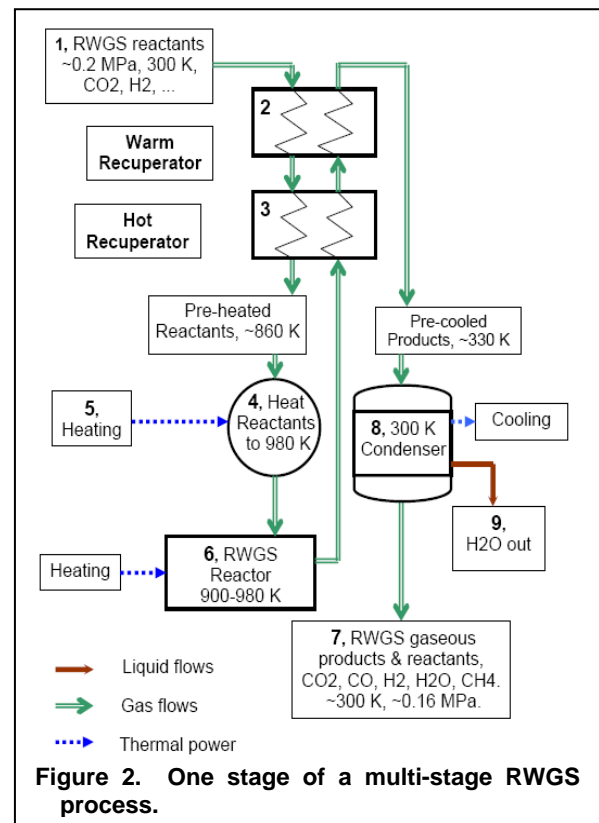 1, RWGS reactants
~0.2 MPa, 300 K,
CO2, H2, ...
2
Warm
Recuperator
3
Hot
Recuperator
Pre-heated
Reactants, ~860 K
Pre-cooled
Products, ~330 K
5,
Heating
4, Heat
Reactants
to 980 K
8, 300 K
Condenser
Cooling
9,
H2O out
Heating
6, RWGS
Reactor
900-980 K
7, RWGS gaseous
products & reactants,
CO2, CO, H2, H2O, CH4.
~300 K, ~0.16 MPa.
Liquid flows
Gas flows
Thermal power
Figure 2. One stage of a multi-stage RWGS
process.